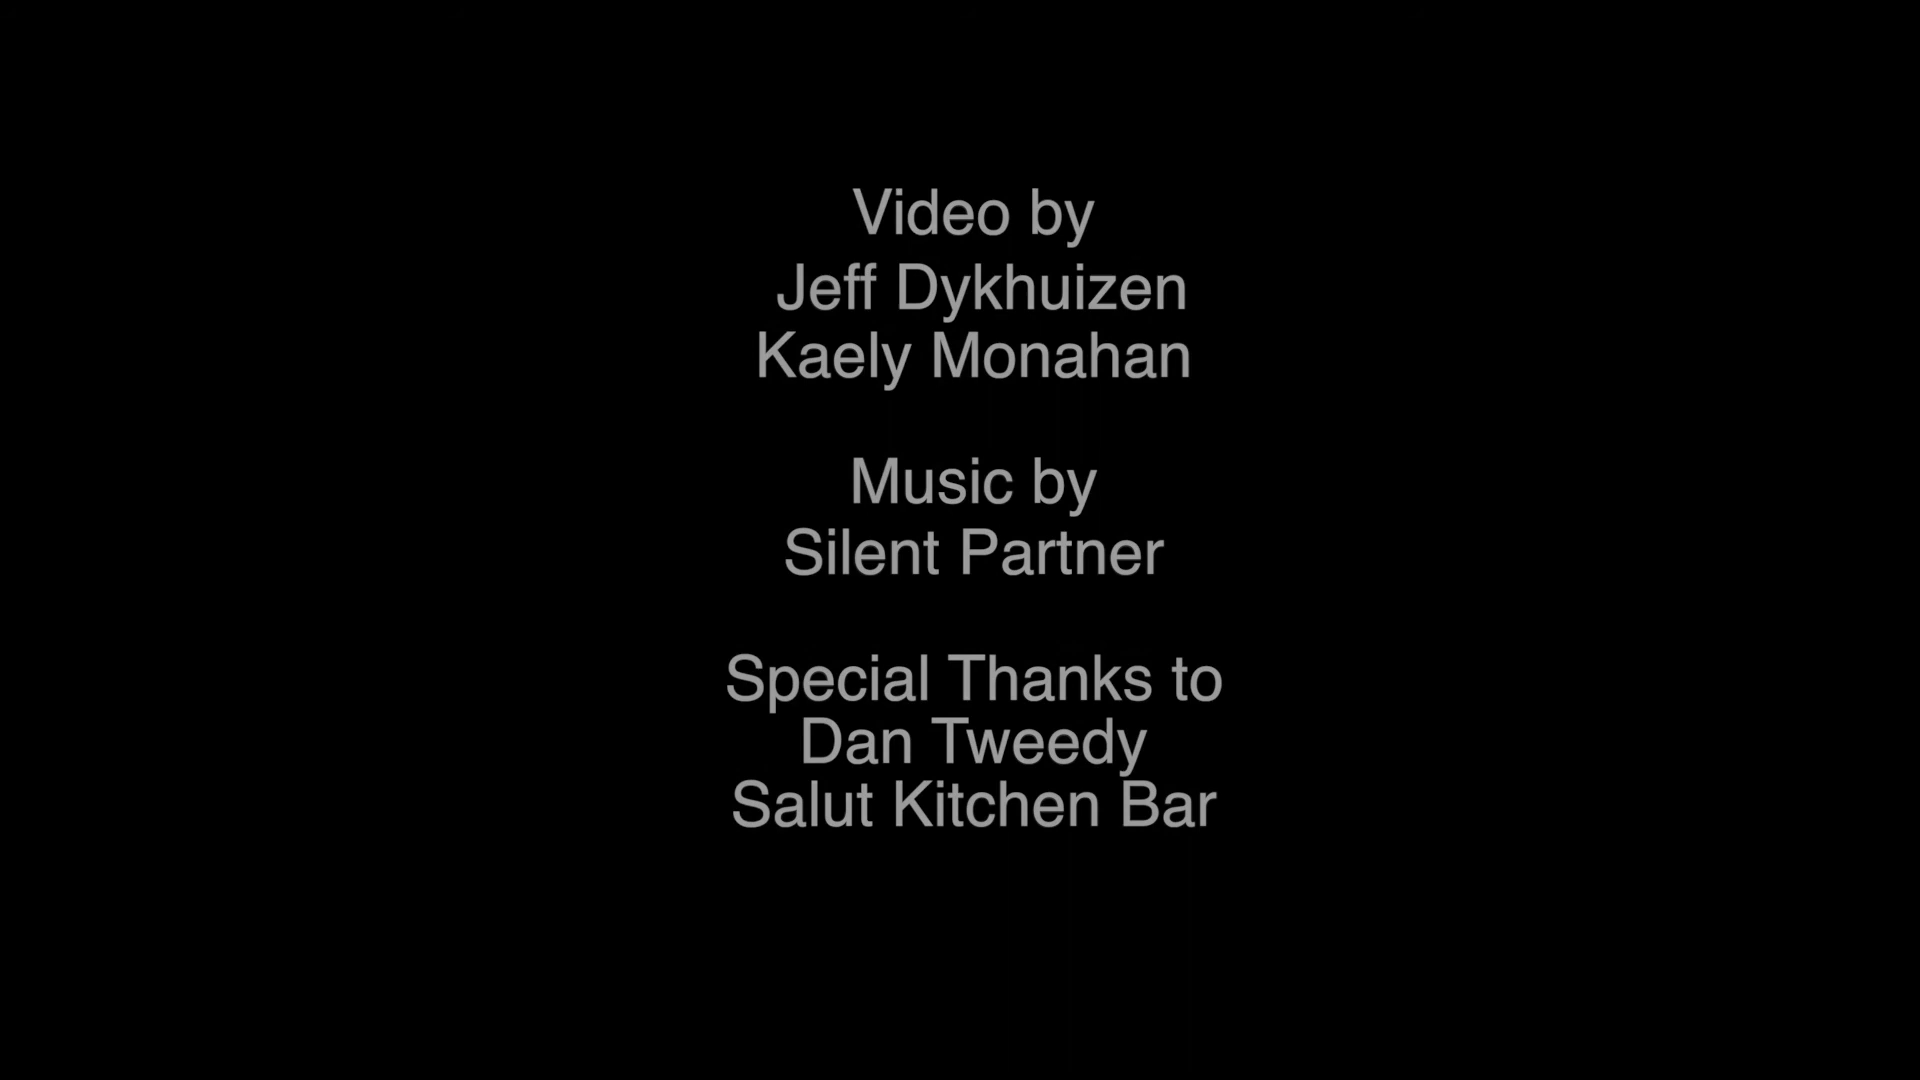 Video by
Jeff Dykhuizen
Kaely Monahan
Music by
Silent Partner
Special Thanks to
Dan Tweedy
Salut Kitchen Bar